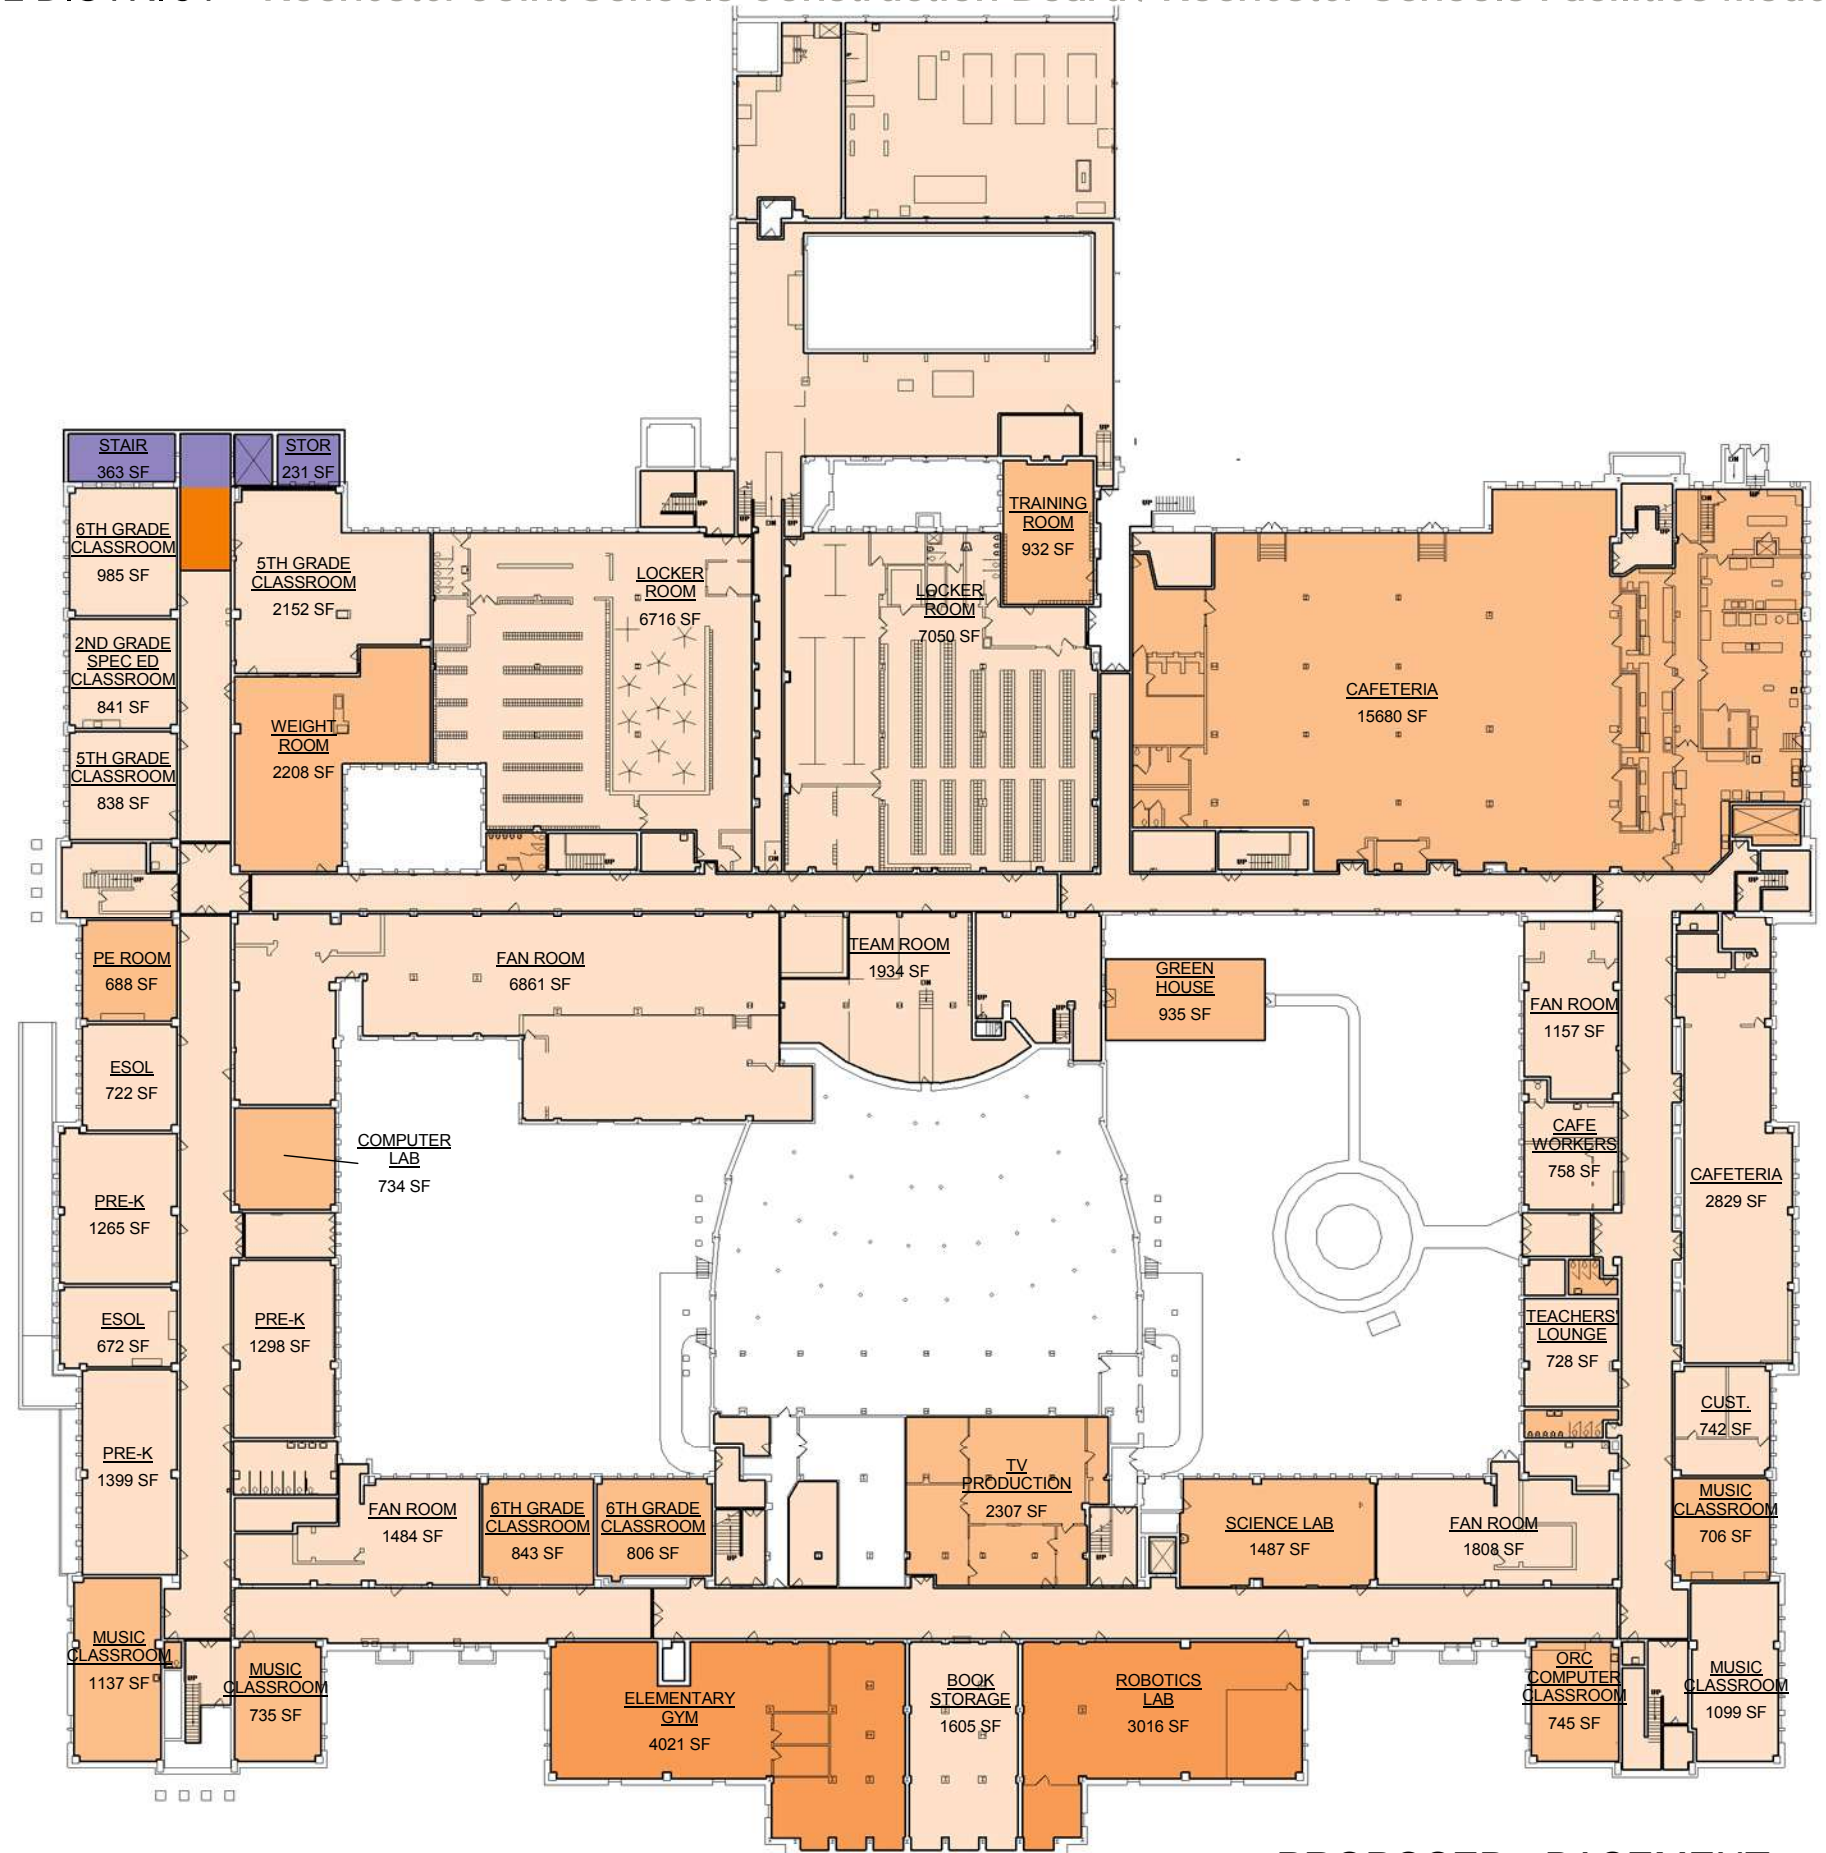 STAIR
363 SF
STOR
231 SF
6TH GRADE
CLASSROOM
985 SF
5TH GRADE
CLASSROOM
2152 SF
LOCKER
ROOM
6716 SF
LOCKER
ROOM
7050 SF
TRAINING
ROOM
932 SF
2ND GRADE
SPEC ED
CLASSROOM
841 SF
CAFETERIA
15680 SF
WEIGHT
ROOM
2208 SF
5TH GRADE
CLASSROOM
838 SF
PE ROOM
688 SF
FAN ROOM
6861 SF
TEAM ROOM
1934 SF
GREEN
HOUSE
935 SF
FAN ROOM
1157 SF
ESOL
722 SF
COMPUTER
LAB
734 SF
CAFE
WORKERS
758 SF
CAFETERIA
2829 SF
PRE-K
1265 SF
ESOL
672 SF
PRE-K
1298 SF
TEACHERS'
LOUNGE
728 SF
CUST.
742 SF
PRE-K
1399 SF
FAN ROOM
1484 SF
6TH GRADE
CLASSROOM
843 SF
6TH GRADE
CLASSROOM
806 SF
TV
PRODUCTION
2307 SF
SCIENCE LAB
1487 SF
FAN ROOM
1808 SF
MUSIC
CLASSROOM
706 SF
MUSIC
CLASSROOM
1137 SF
MUSIC
CLASSROOM
735 SF
ELEMENTARY
GYM
4021 SF
BOOK
STORAGE
1605 SF
ROBOTICS
LAB
3016 SF
ORC
COMPUTER
CLASSROOM
745 SF
MUSIC
CLASSROOM
1099 SF